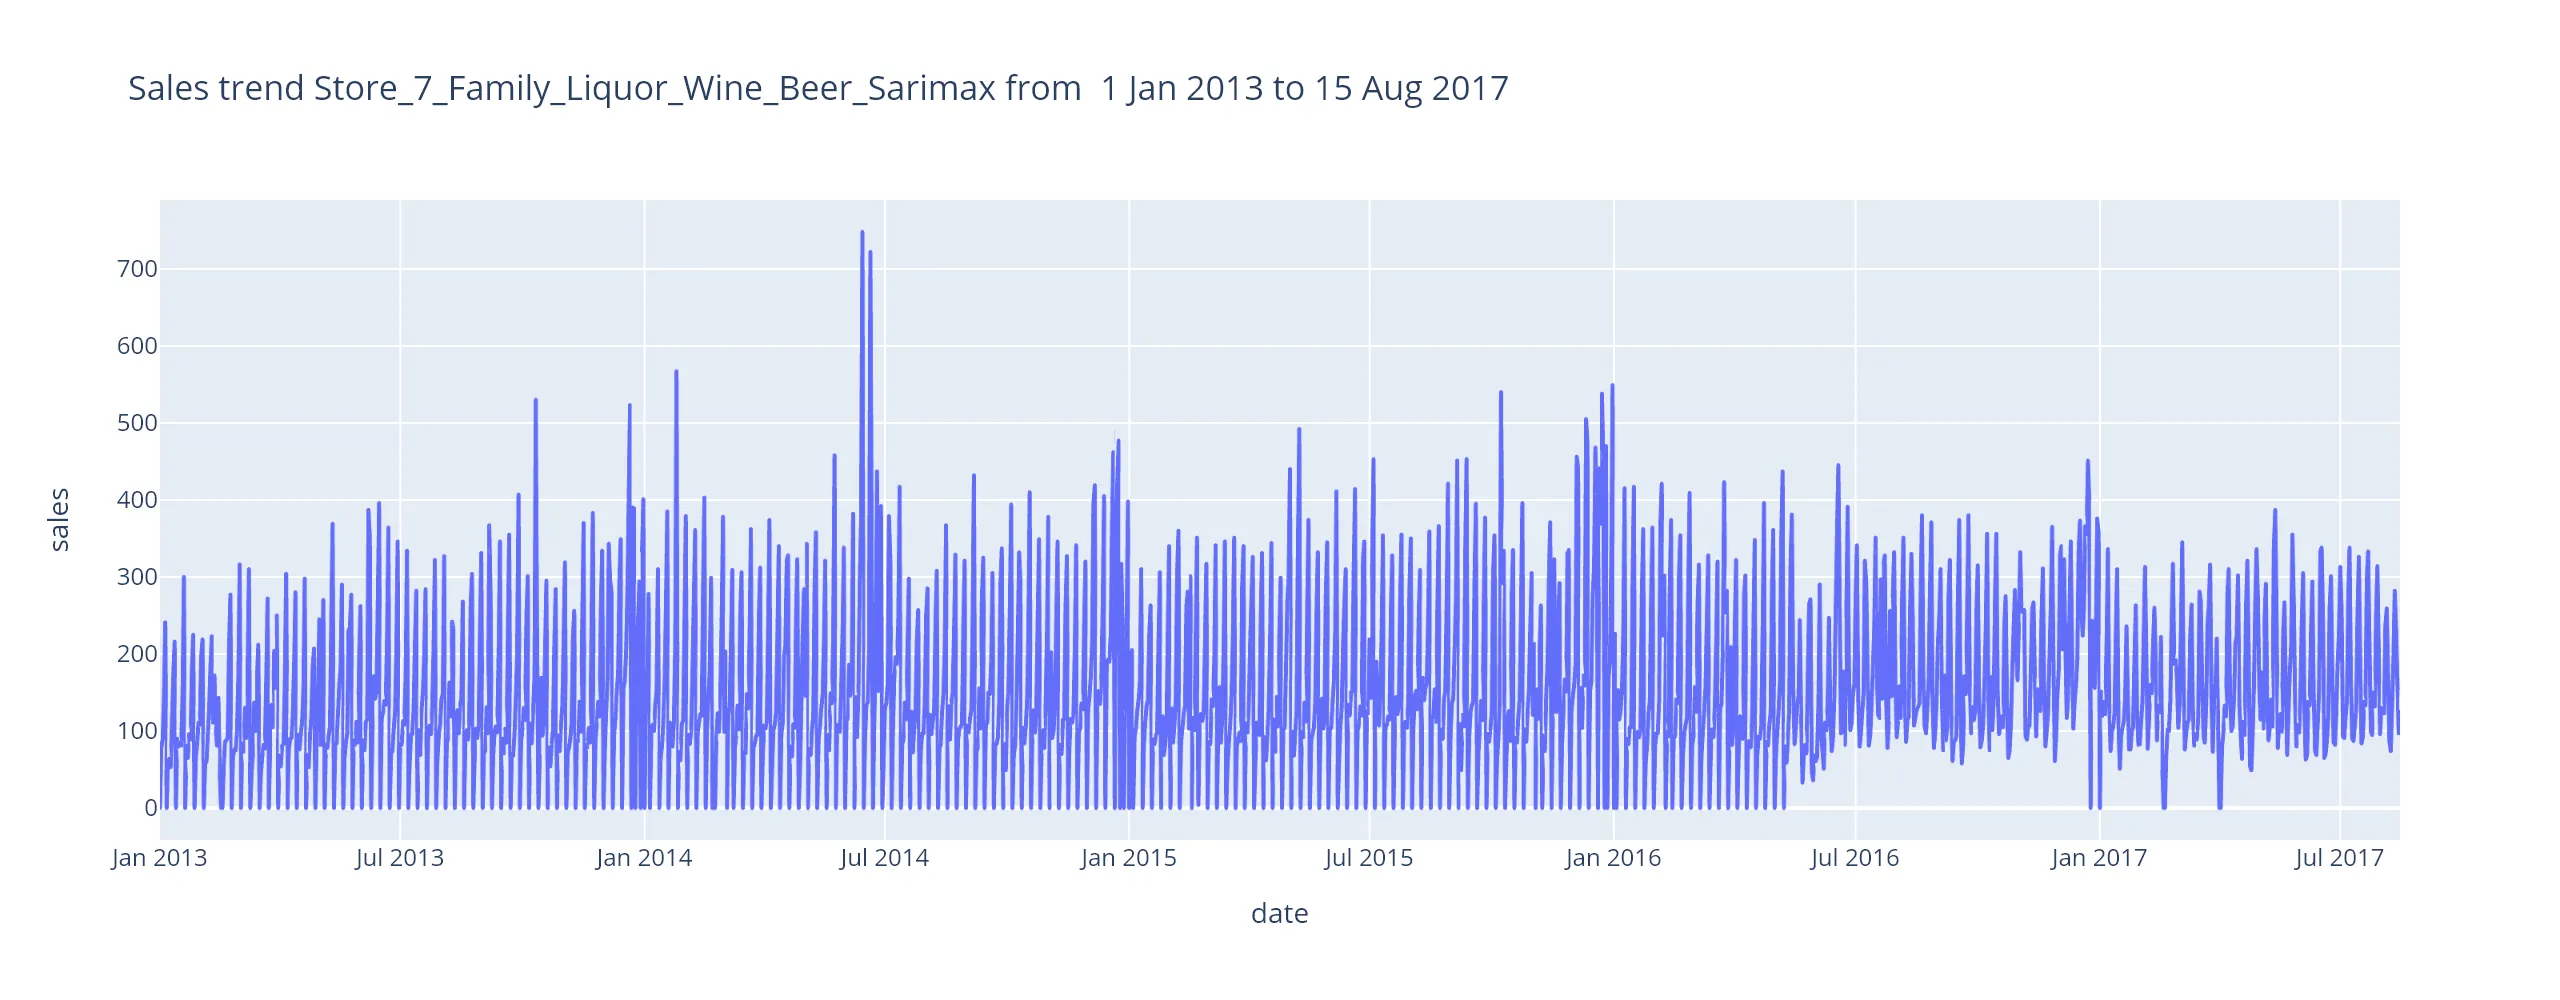 Sales trend Store_7_Family_Liquor_Wine_Beer_Sarimax from  1 Jan 2013 to 15 Aug 2017
sales
700
600
500
400
300
200
100
0
Jan 2013 Jul 2013 Jan 2014 Jul 2014 Jan 2015 Jul 2015 Jan 2016 Jul 2016 Jan 2017 Jul 2017
date